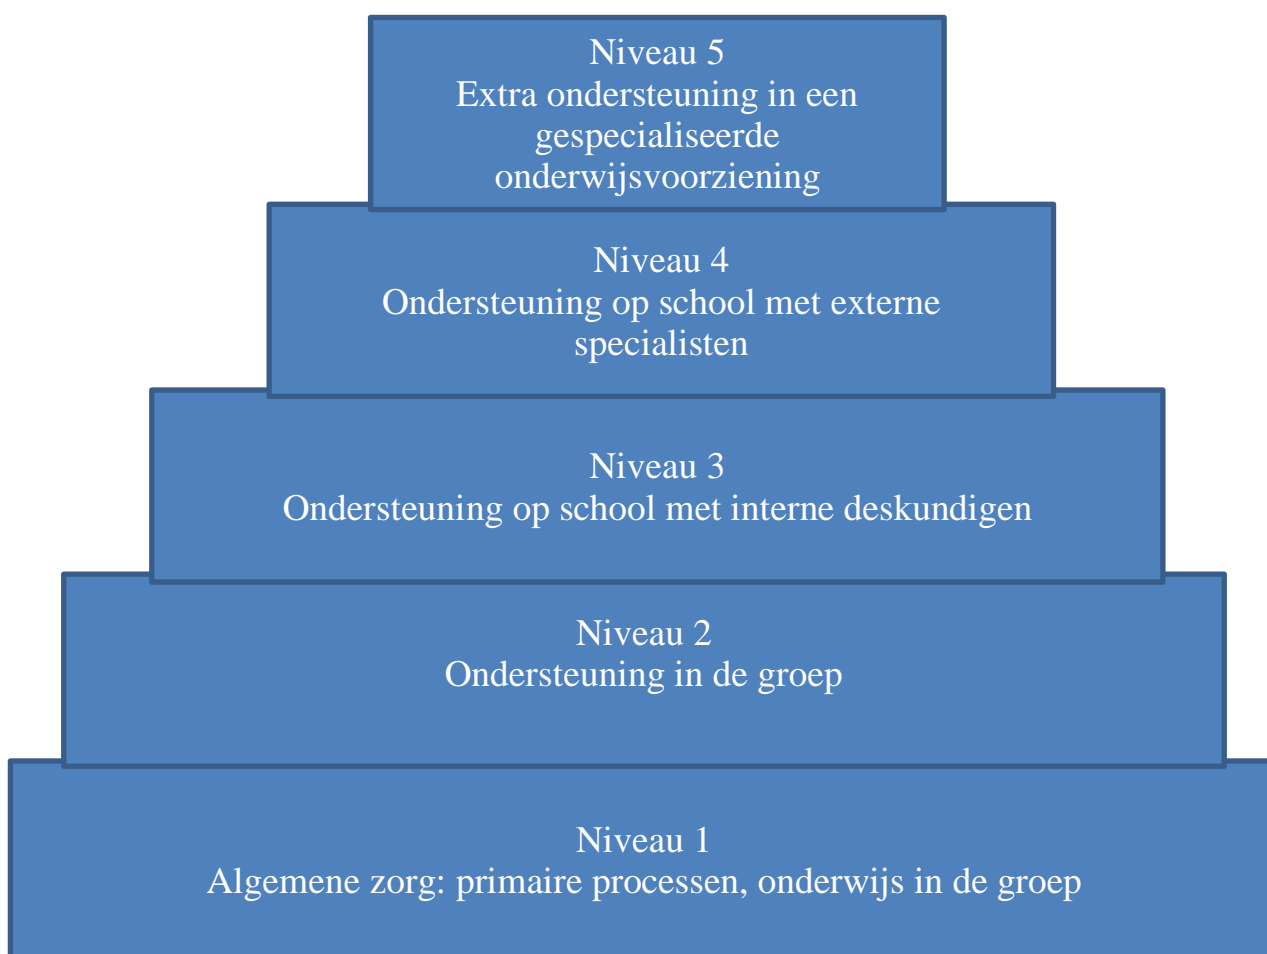 Niveau 5
Extra ondersteuning in een
gespecialiseerde
onderwijsvoorziening
Niveau 4
Ondersteuning op school met externe
specialisten
Niveau 3
Ondersteuning op school met interne deskundigen
Niveau 2
Ondersteuning in de groep
Niveau 1
Algemene zorg: primaire processen, onderwijs in de groep